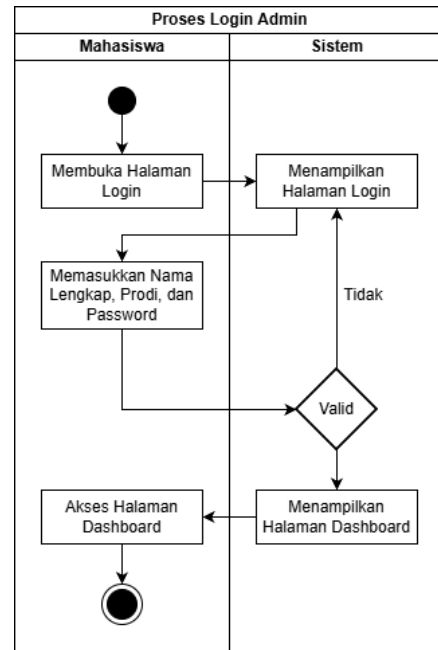 Proses Login Admin
Mahasiswa
Sistem
Membuka Halaman
Login
Menampilkan
Halaman Login
Memasukkan Nama
Lengkap, Prodi, dan
Password
Tidak
Valid
Akses Halaman
Dashboard
Menampilkan
Halaman Dashboard